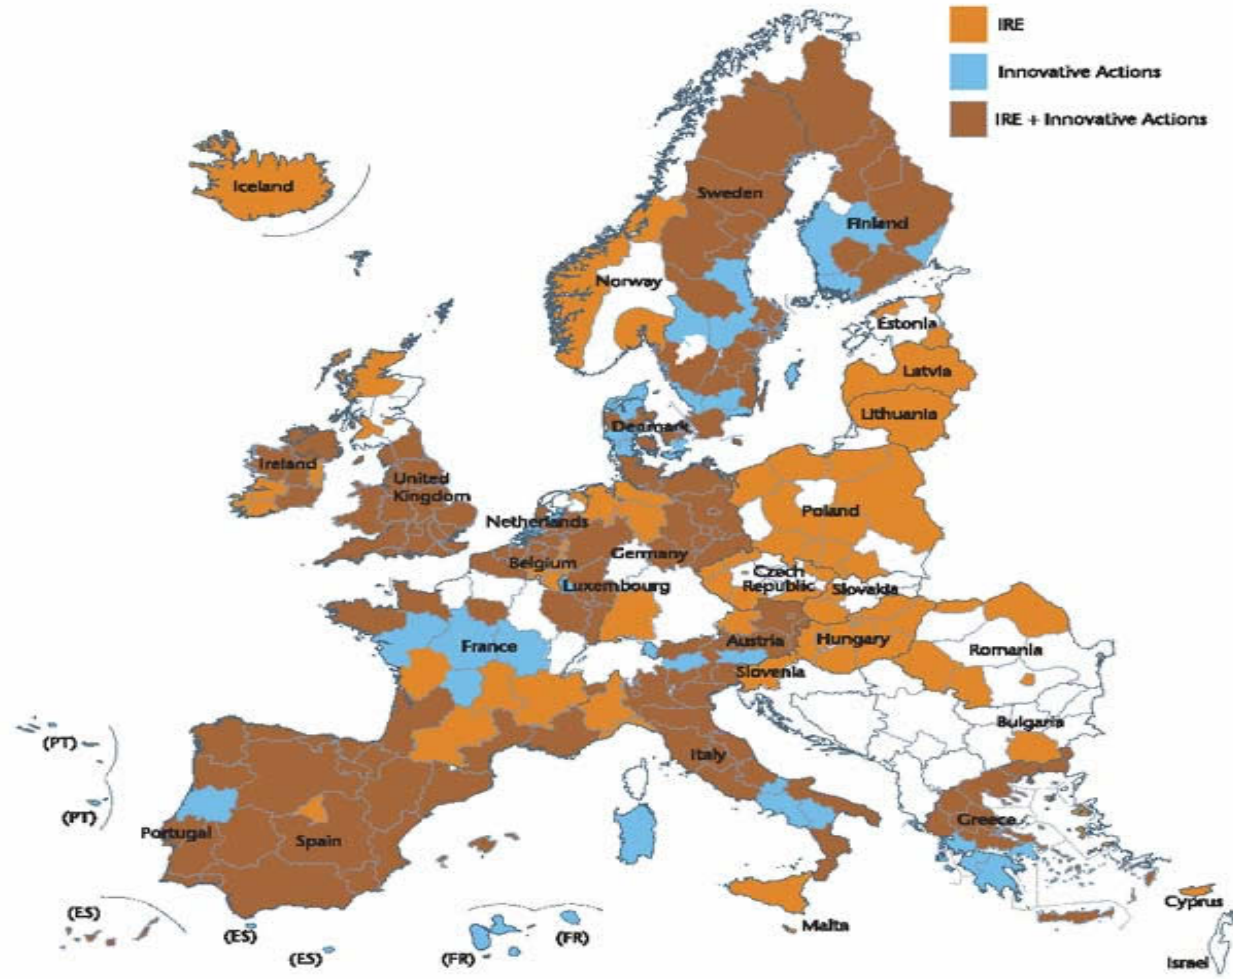 IRE
Innovative Actions
IRE + Innovative Actions
Iceland
Sweden
Finland
Norway
Estonia
Latvia
Lithuania
Denmark
Ireland
United
Kingdom
Netherlands
Poland
Germany
Belgium
Luxembourg
Czech
Republic
Slovakia
France
Austria
Hungary
Romania
Slovenia
Bulgaria
(PT)
Italy
(PT)
Portugal
Spain
Greece
(ES)
(ES)
(ES)
(FR)
(FR)
Malta
Cyprus
Israel